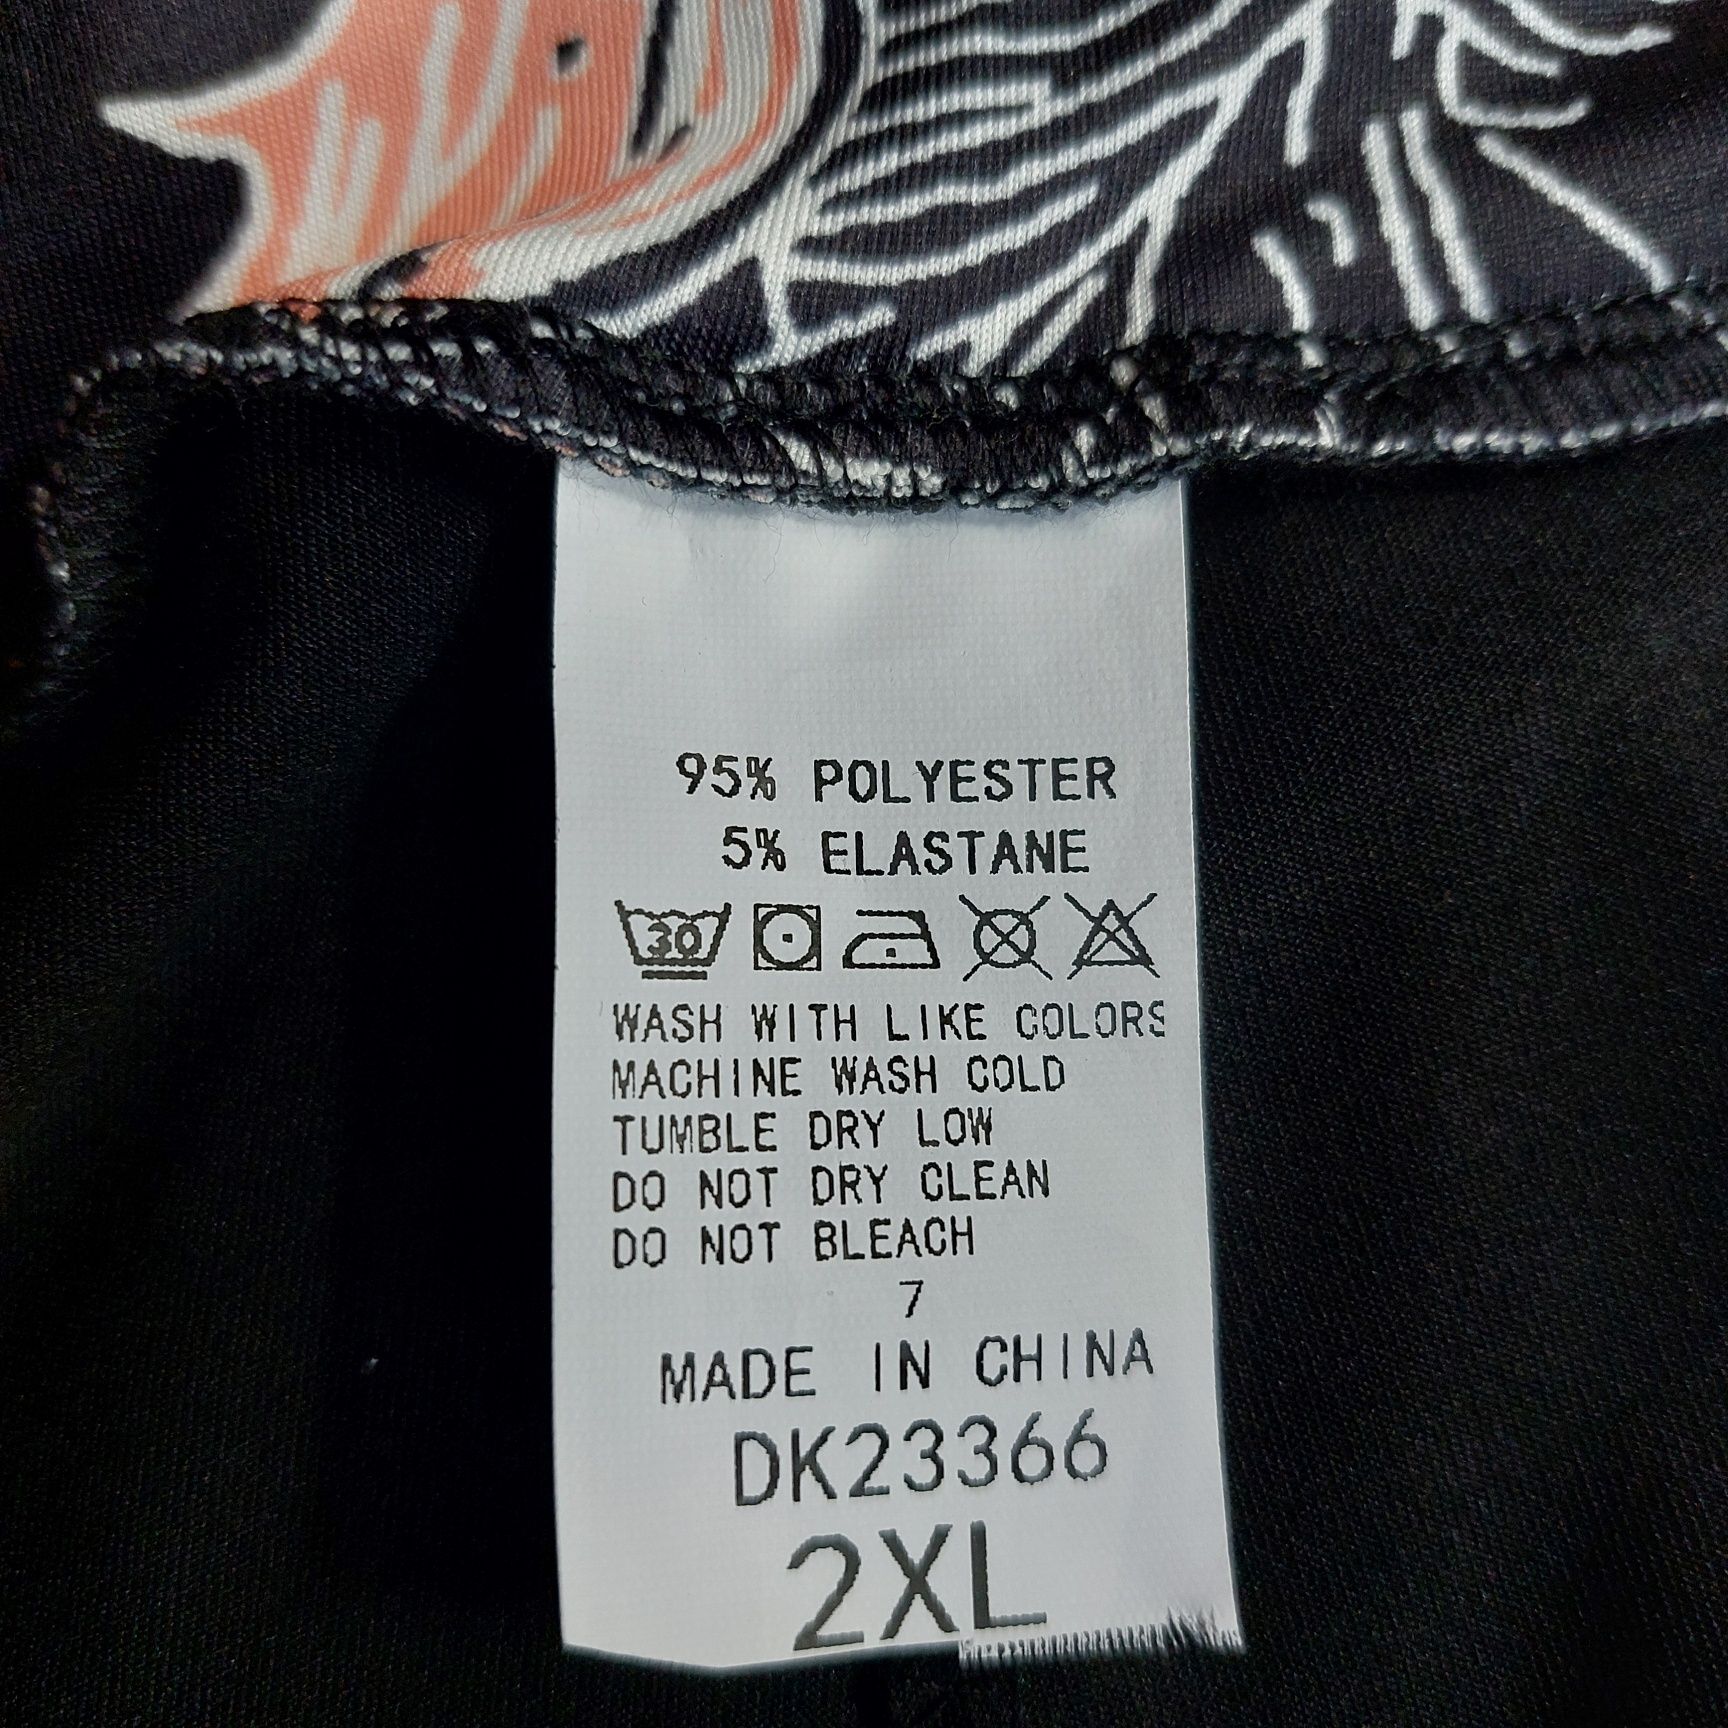 95% POLYESTER
5% ELASTANE
30
WASH WITH LIKE COLORS
MACHINE WASH COLD
TUMBLE DRY LOW
DO NOT DRY CLEAN
DO NOT BLEACH
7
MADE IN CHINA
DK23366
2XL